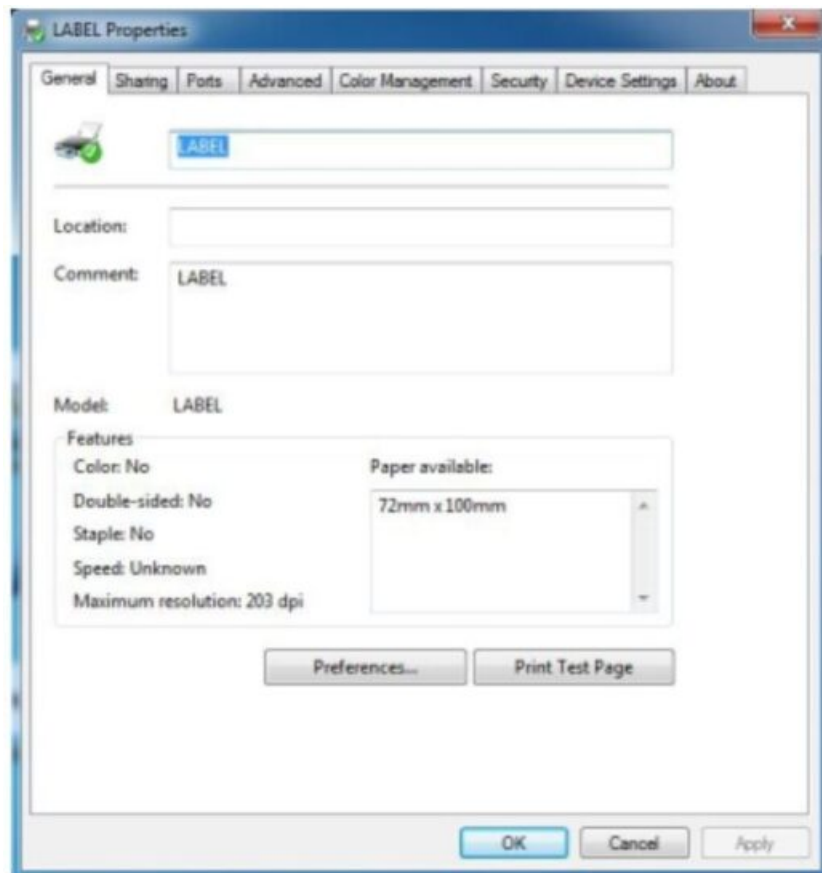 LABEL Properties
General Sharing Ports Advanced Color Management Security Device Settings About
LABEL
Location:
Comment: LABEL
Model: LABEL
Features
Color: No
Double-sided: No
Staple: No
Speed: Unknown
Maximum resolution: 203 dpi
Paper available:
72mm x 100mm
Preferences... Print Test Page
OK Cancel Apply